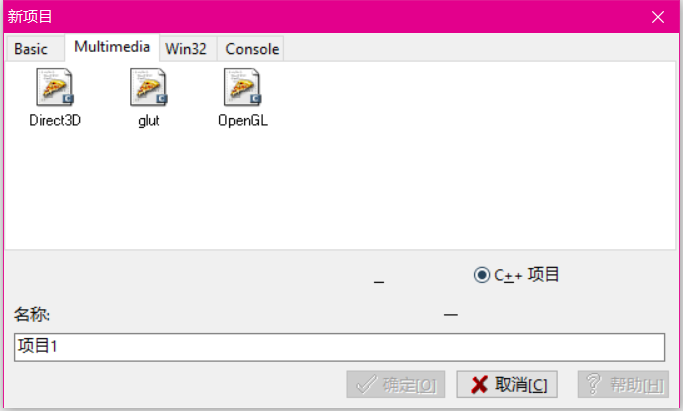 新项目
Basic Multimedia Win32 Console
Direct3D glut OpenGL
C++ 项目
名称:
项目1
确定[O] 取消[C] 帮助[H]